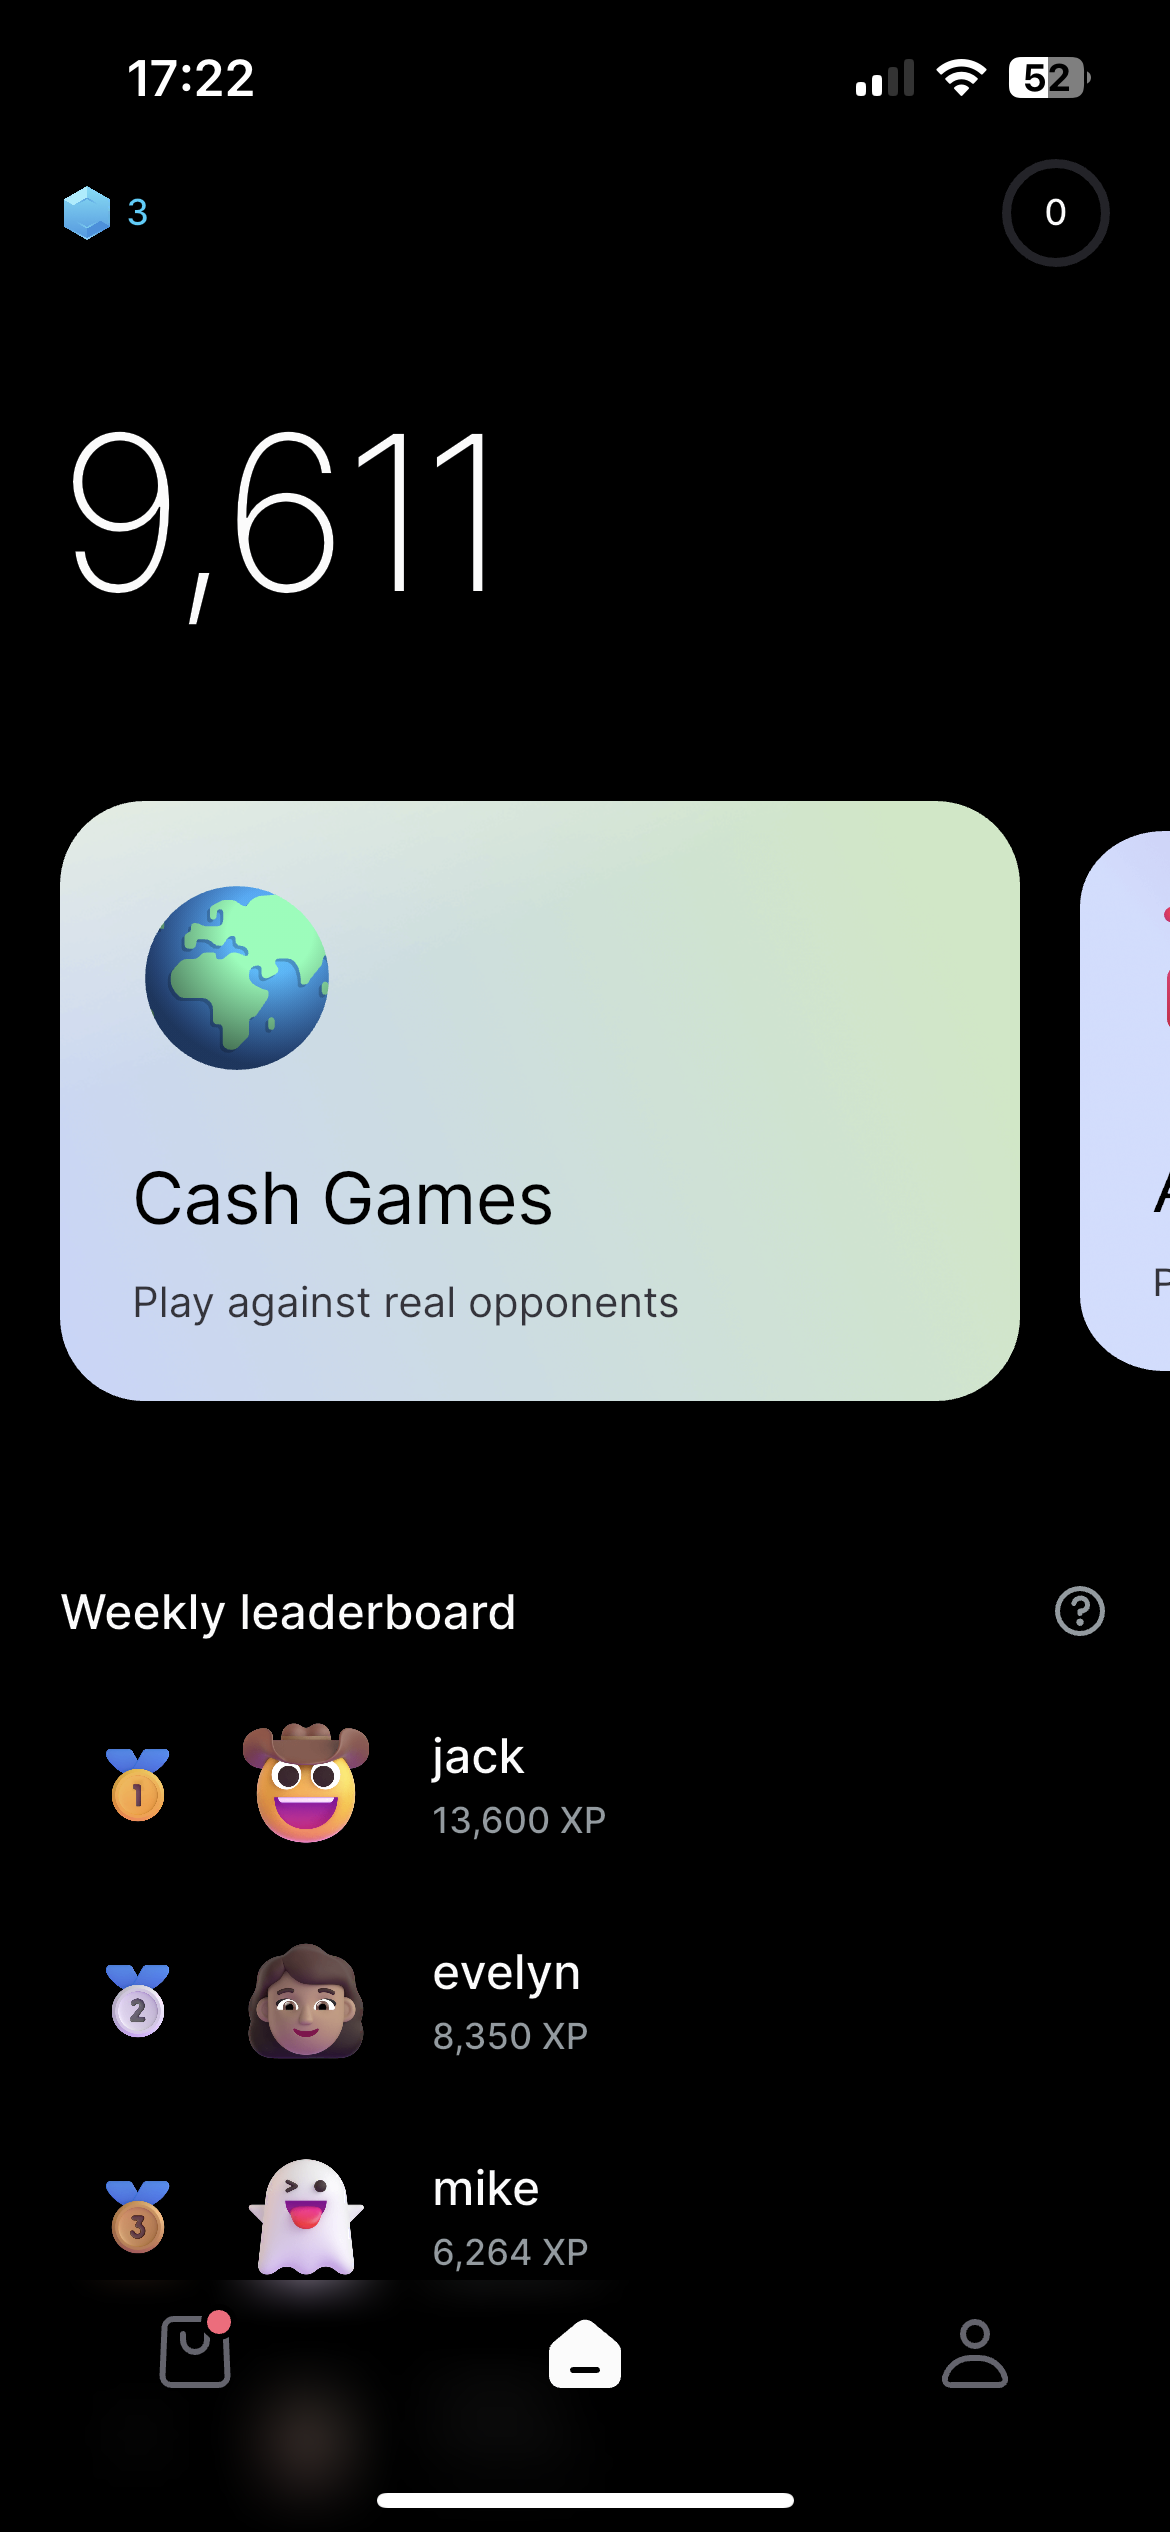 17:22
52
3
0
9,611
Cash Games
Play against real opponents
A
P
Weekly leaderboard
1
jack
13,600 XP
2
evelyn
8,350 XP
3
mike
6,264 XP